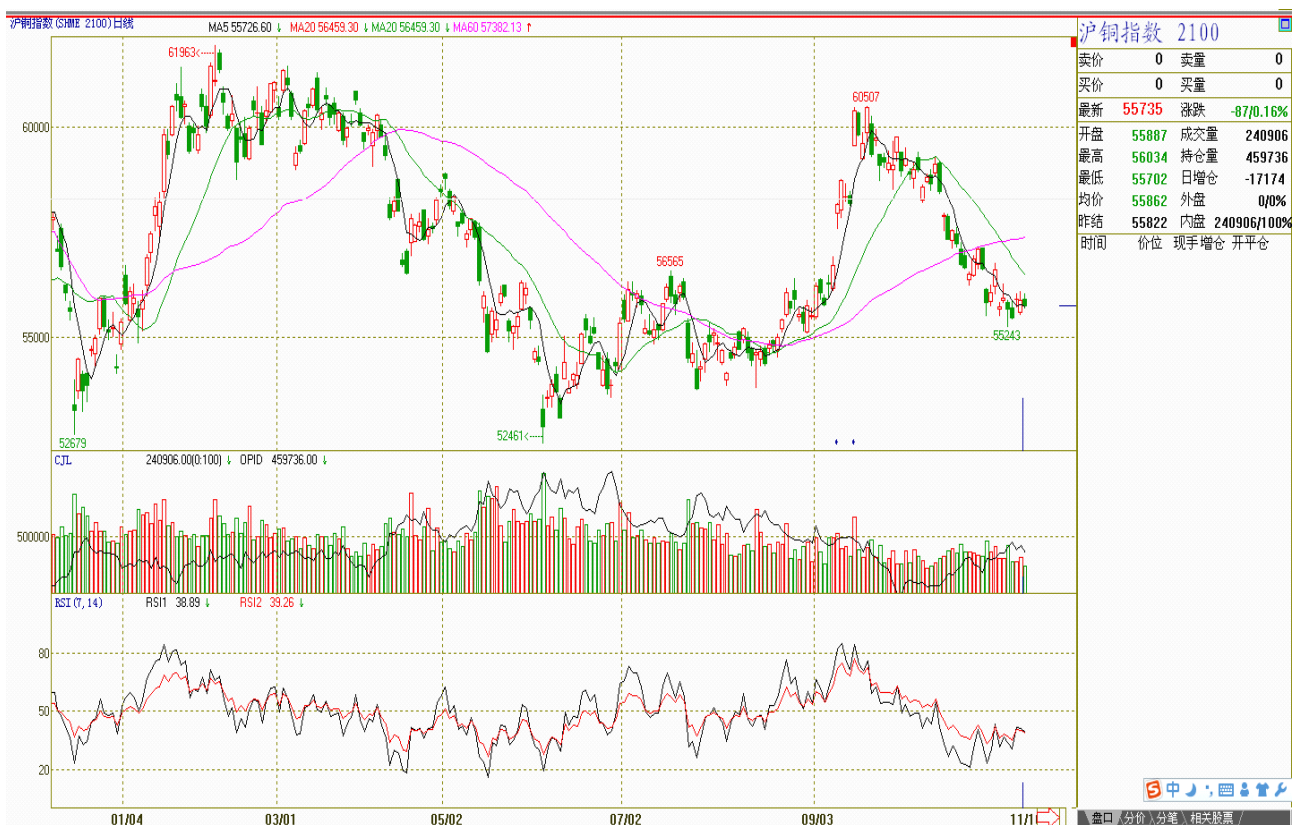 沪铜指数(SHME 2100)日线 MA5 55726.60 ↓ MA20 56459.30 ↓ MA20 56459.30 ↓ MA60 57382.13 ↑
61963
60507
60000
56565
55000
55243
52679
52461
CJL 240906.00(0:100) ↓ OPID 459736.00 ↓
500000
RSI(7,14) RSI1 38.89 ↓ RSI2 39.26 ↓
80
50
20
01/04 03/01 05/02 07/02 09/03
沪铜指数 2100
卖价 0 卖量 0
买价 0 买量 0
最新 55735 涨跌 -87/0.16%
开盘 55887 成交量 240906
最高 56034 持仓量 459736
最低 55702 日增仓 -17174
均价 55862 外盘 0/0%
昨结 55822 内盘 240906/100%
时间 价位 现手 增仓 开平仓
中
盘口 分价 分笔 相关股票